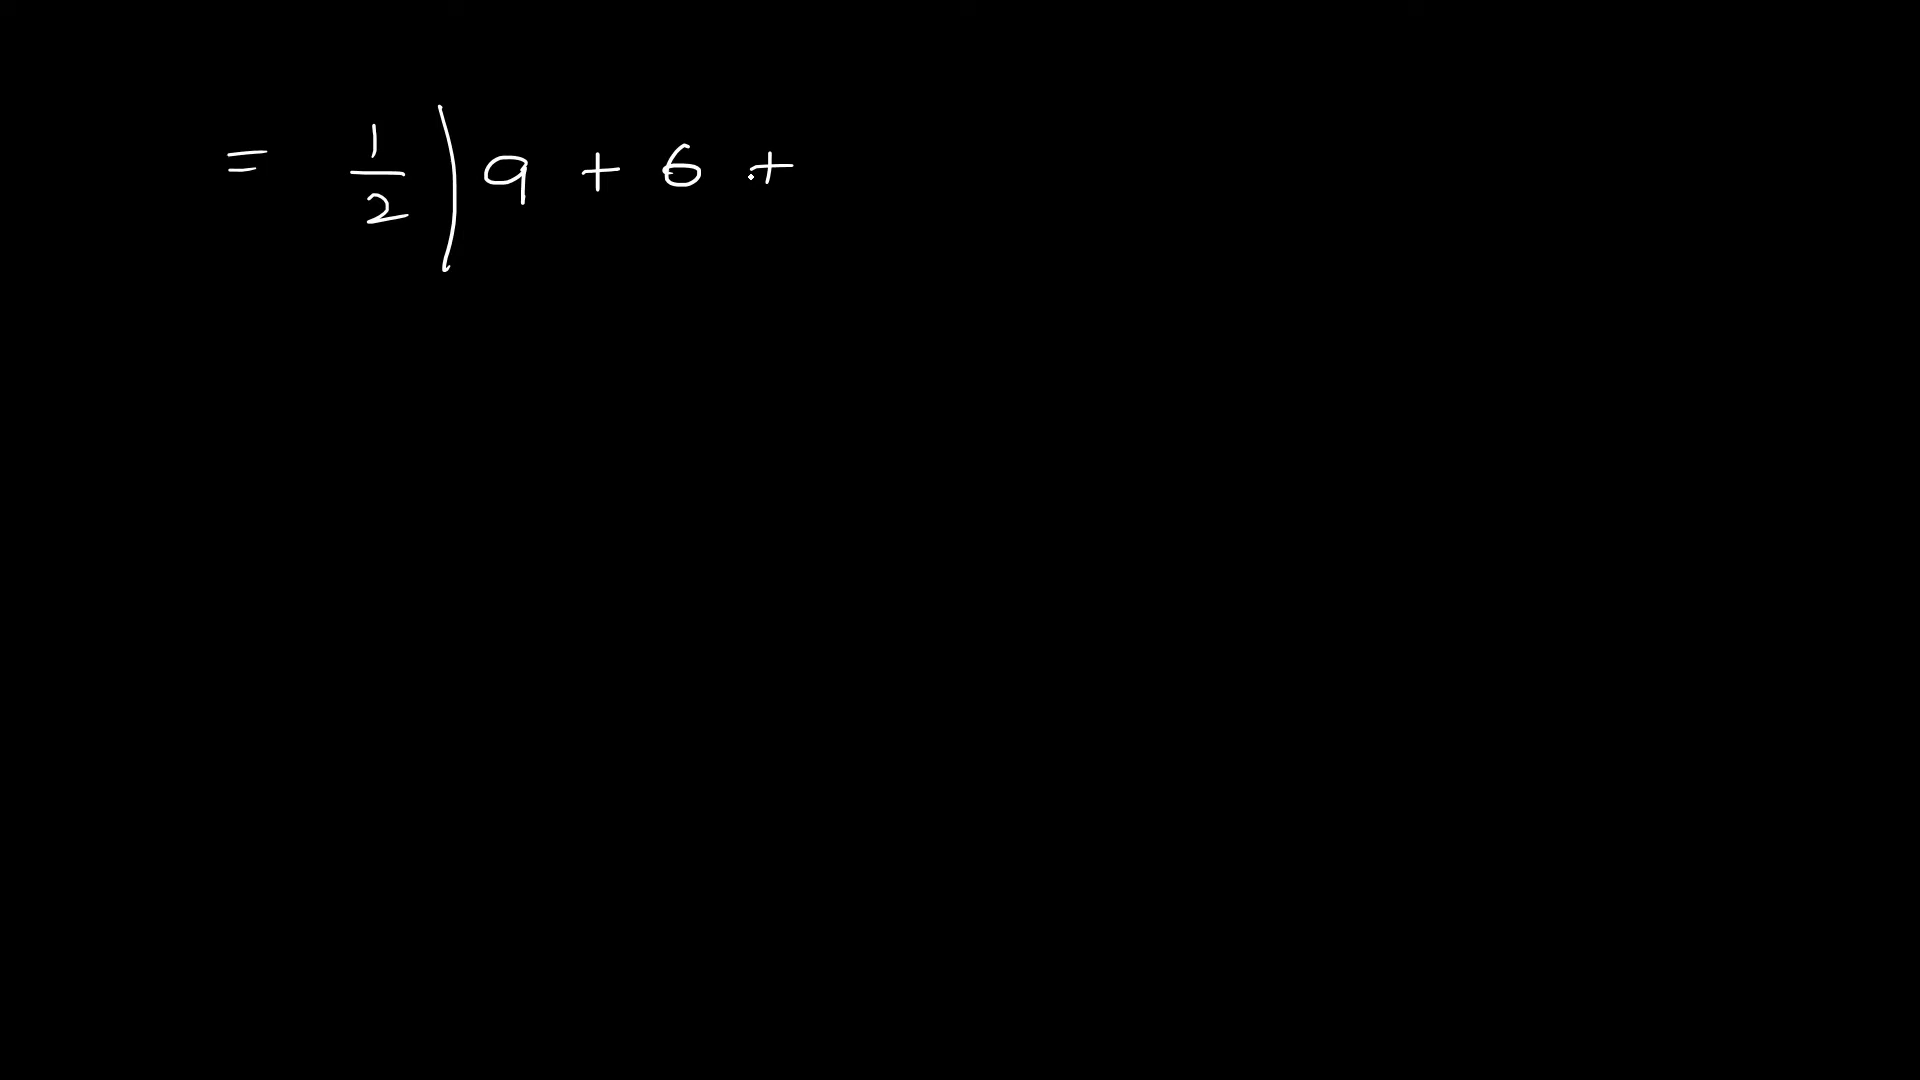 = 1/2 | 9 + 6 +